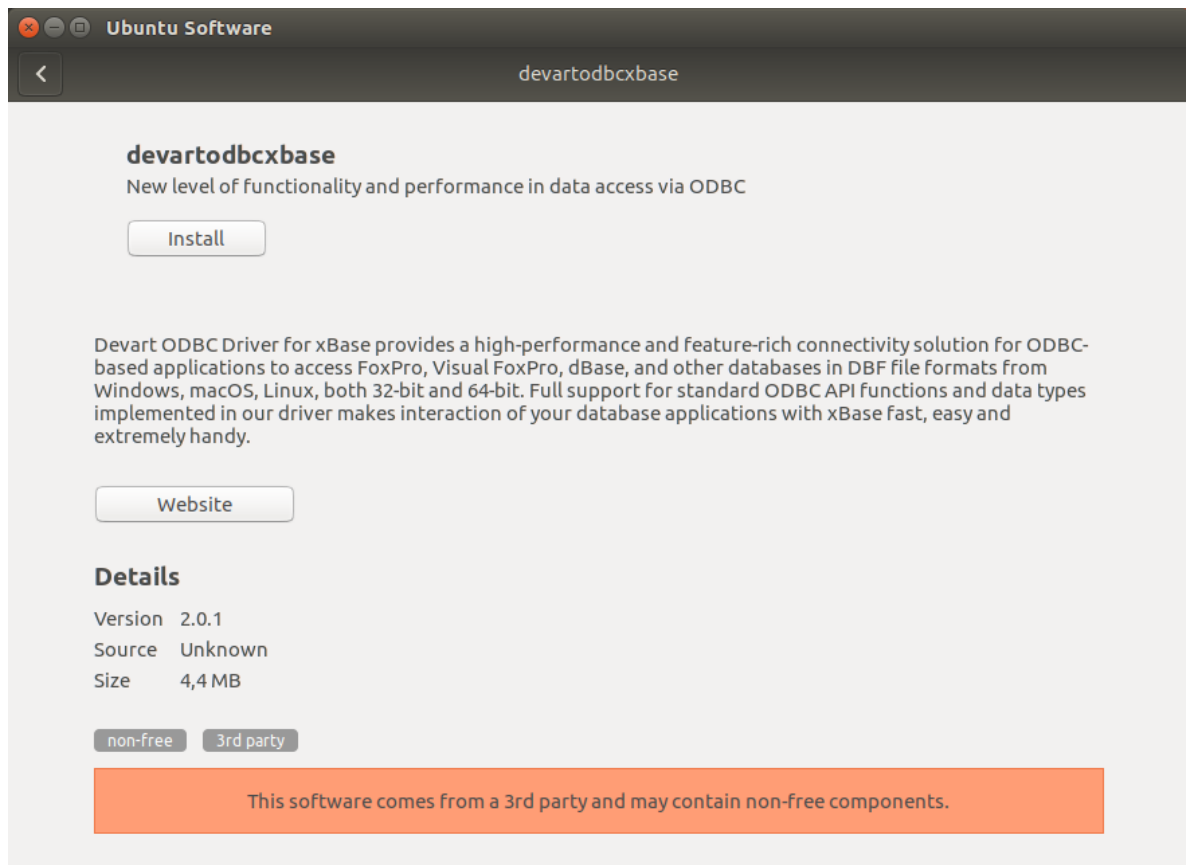 Ubuntu Software
devartodbcxbase
devartodbcxbase
New level of functionality and performance in data access via ODBC
Install
Devart ODBC Driver for xBase provides a high-performance and feature-rich connectivity solution for ODBC-
based applications to access FoxPro, Visual FoxPro, dBase, and other databases in DBF file formats from
Windows, macOS, Linux, both 32-bit and 64-bit. Full support for standard ODBC API functions and data types
implemented in our driver makes interaction of your database applications with xBase fast, easy and
extremely handy.
Website
Details
Version 2.0.1
Source Unknown
Size 4,4 MB
non-free 3rd party
This software comes from a 3rd party and may contain non-free components.